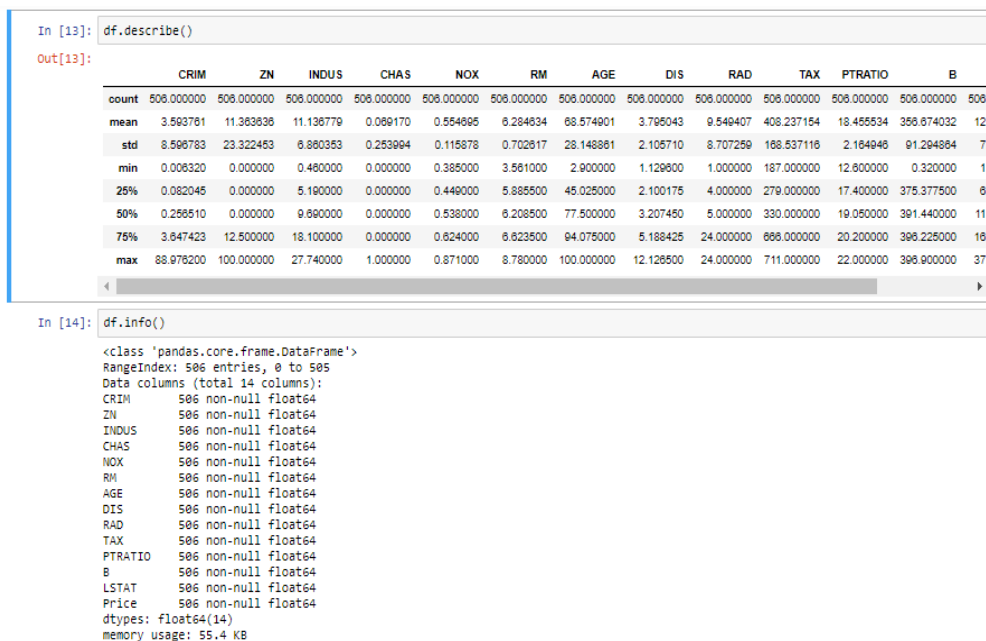 In [13]: df.describe()
Out[13]:
CRIM ZN INDUS CHAS NOX RM AGE DIS RAD TAX PTRATIO B
count 506.000000 506.000000 506.000000 506.000000 506.000000 506.000000 506.000000 506.000000 506.000000 506.000000 506.000000 506.000000 506
mean 3.593761 11.363636 11.136779 0.069170 0.554695 6.284634 68.574901 3.795043 9.549407 408.237154 18.455534 356.674032 12
std 8.596783 23.322453 6.860353 0.253994 0.115878 0.702617 28.148861 2.105710 8.707259 168.537116 2.164946 91.294864 7
min 0.006320 0.000000 0.460000 0.000000 0.385000 3.561000 2.900000 1.129600 1.000000 187.000000 12.600000 0.320000 1
25% 0.082045 0.000000 5.190000 0.000000 0.449000 5.885500 45.025000 2.100175 4.000000 279.000000 17.400000 375.377500 6
50% 0.256510 0.000000 9.690000 0.000000 0.538000 6.208500 77.500000 3.207450 5.000000 330.000000 19.050000 391.440000 11
75% 3.647423 12.500000 18.100000 0.000000 0.624000 6.623500 94.075000 5.188425 24.000000 666.000000 20.200000 396.225000 16
max 88.976200 100.000000 27.740000 1.000000 0.871000 8.780000 100.000000 12.126500 24.000000 711.000000 22.000000 396.900000 37
In [14]: df.info()
<class 'pandas.core.frame.DataFrame'>
RangeIndex: 506 entries, 0 to 505
Data columns (total 14 columns):
CRIM 506 non-null float64
ZN 506 non-null float64
INDUS 506 non-null float64
CHAS 506 non-null float64
NOX 506 non-null float64
RM 506 non-null float64
AGE 506 non-null float64
DIS 506 non-null float64
RAD 506 non-null float64
TAX 506 non-null float64
PTRATIO 506 non-null float64
B 506 non-null float64
LSTAT 506 non-null float64
Price 506 non-null float64
dtypes: float64(14)
memory usage: 55.4 KB